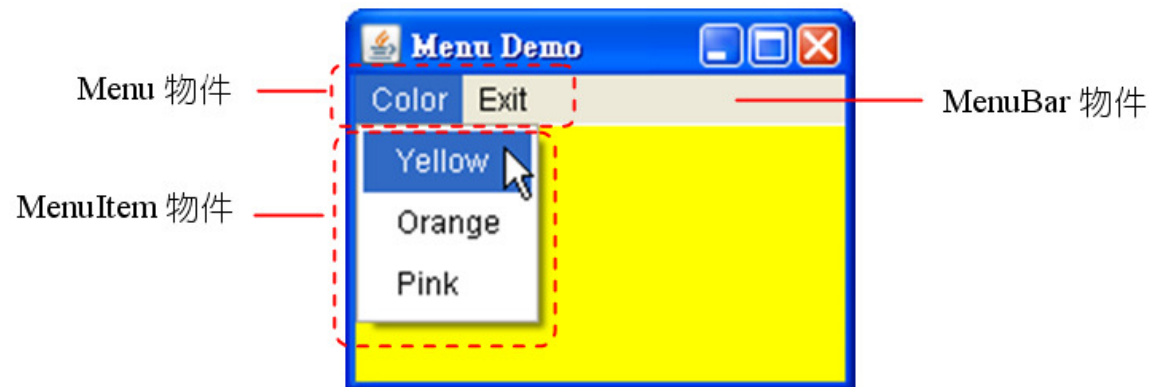 Menu Demo
Menu 物件
Color Exit
MenuBar 物件
Yellow
MenuItem 物件
Orange
Pink